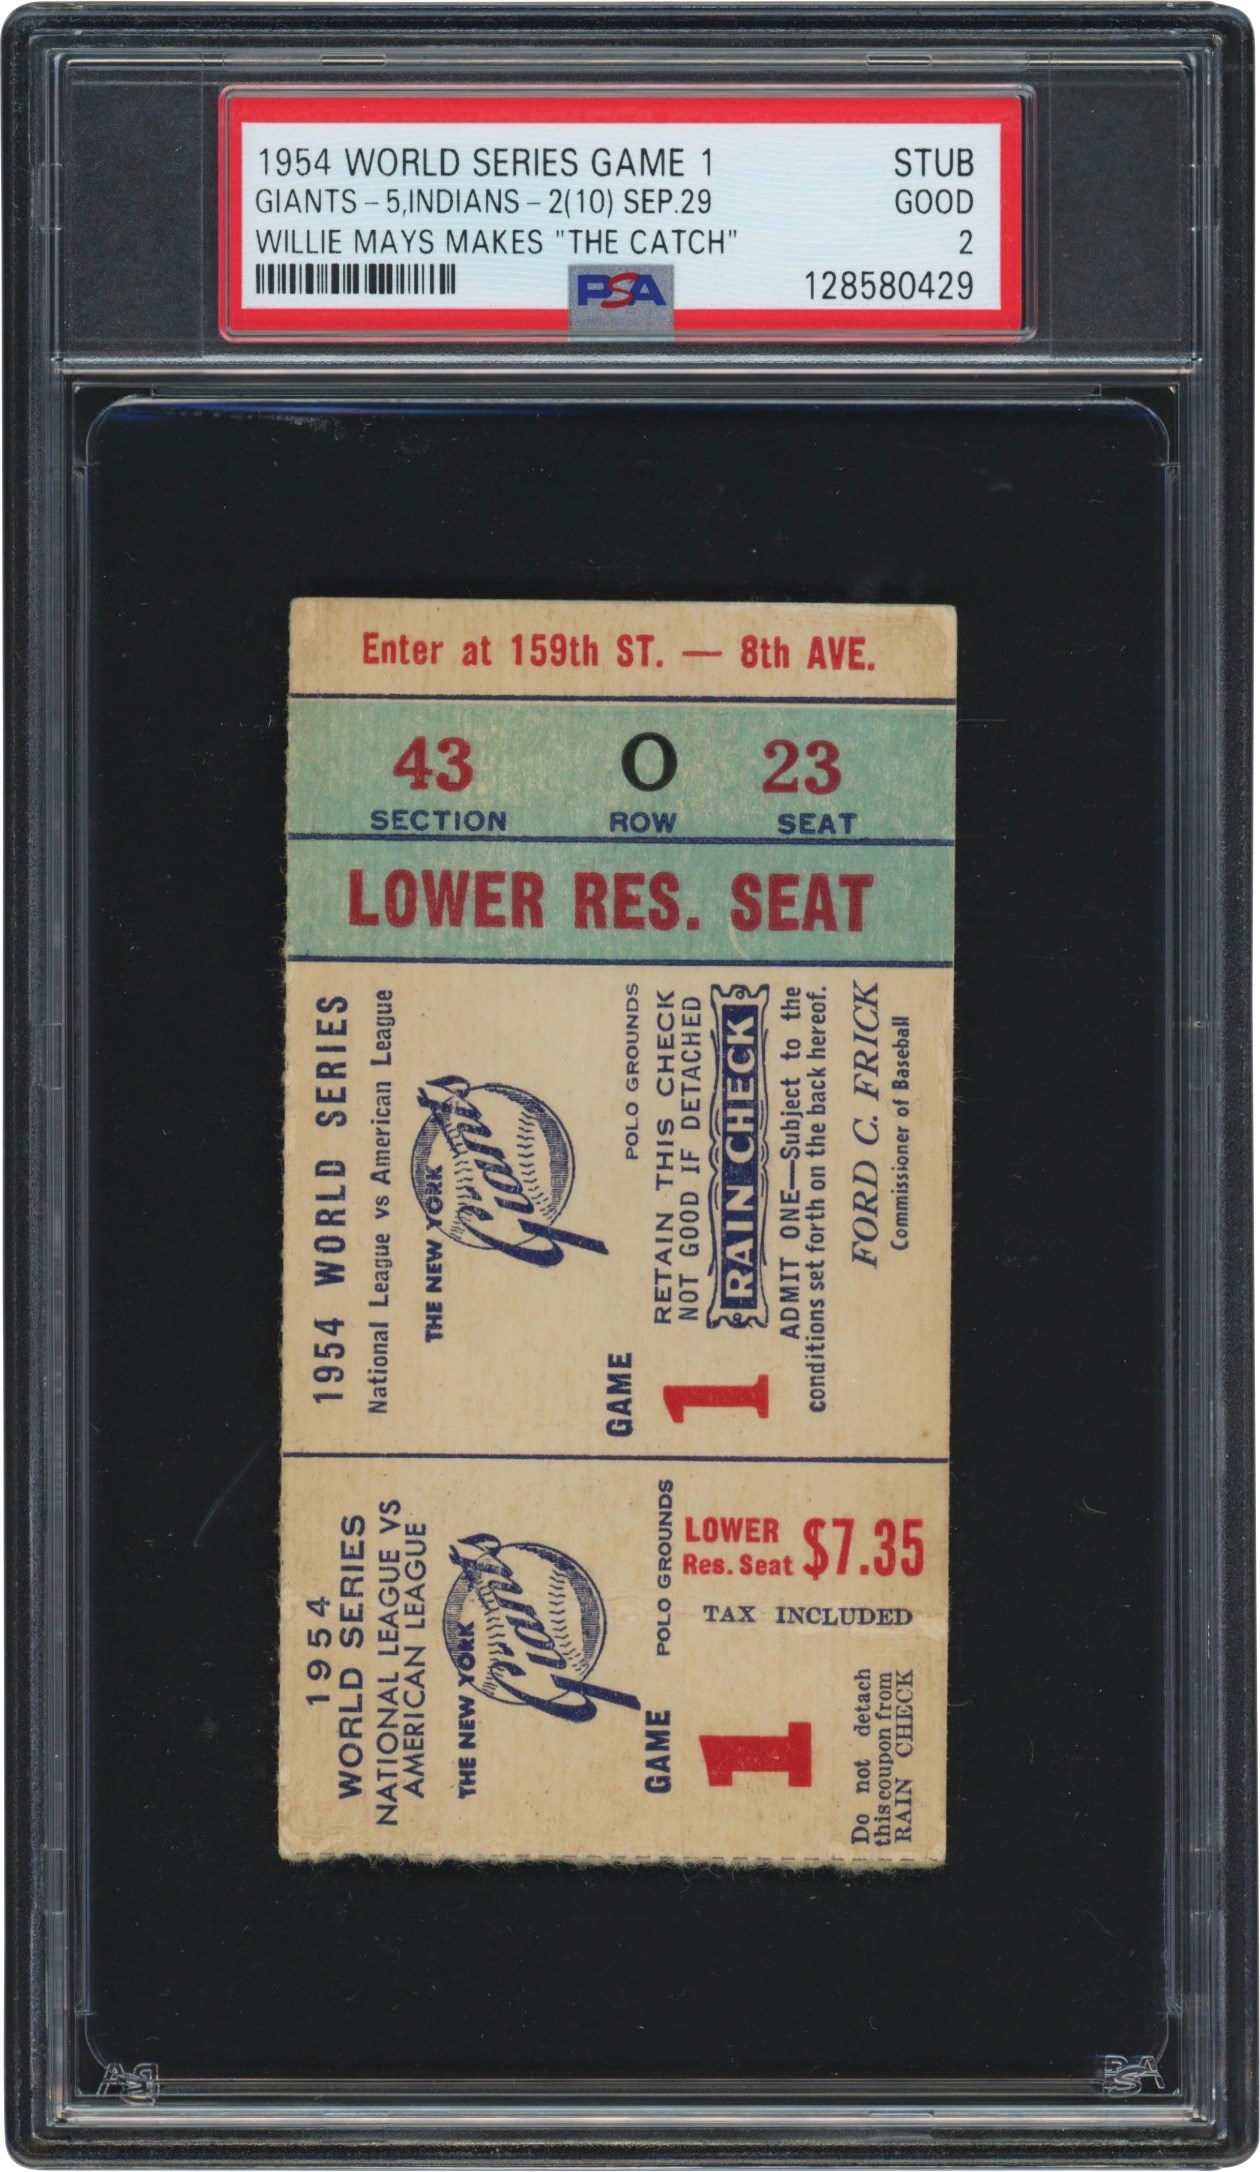 1954 WORLD SERIES GAME 1 STUB
GIANTS - 5,INDIANS - 2(10) SEP.29 GOOD
WILLIE MAYS MAKES "THE CATCH" 2
PSA 128580429
Enter at 159th ST. — 8th AVE.
43 O 23
SECTION ROW SEAT
LOWER RES. SEAT
1954 WORLD SERIES
National League vs American League
THE NEW YORK
Giants
GAME
1
POLO GROUNDS
RETAIN THIS CHECK
NOT GOOD IF DETACHED
RAIN CHECK
ADMIT ONE—Subject to the
conditions set forth on the back hereof.
FORD C. FRICK
Commissioner of Baseball
1954
WORLD SERIES
NATIONAL LEAGUE VS
AMERICAN LEAGUE
THE NEW YORK
Giants
GAME
1
POLO GROUNDS
LOWER
Res. Seat $7.35
TAX INCLUDED
Do not detach
this coupon from
RAIN CHECK
PSA
PSA